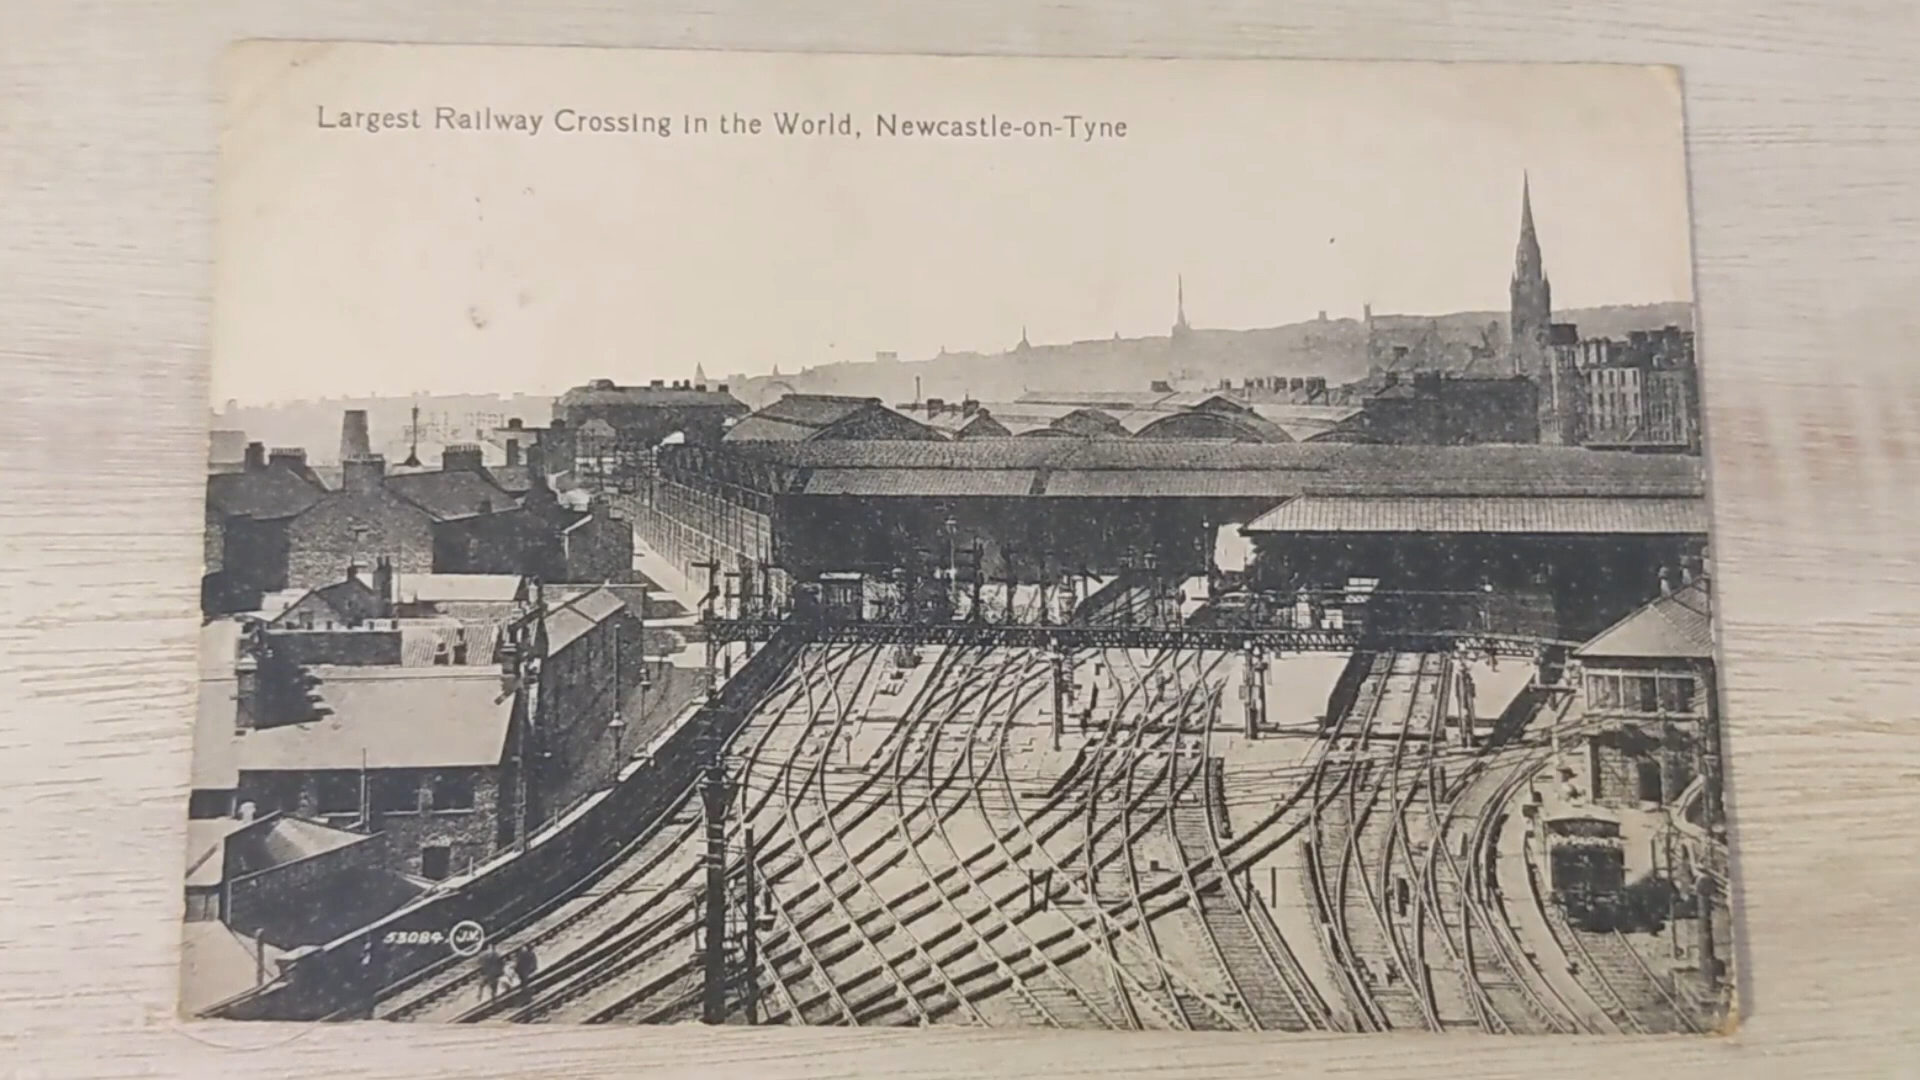 Largest Railway Crossing in the World, Newcastle-on-Tyne
53084. J.V.